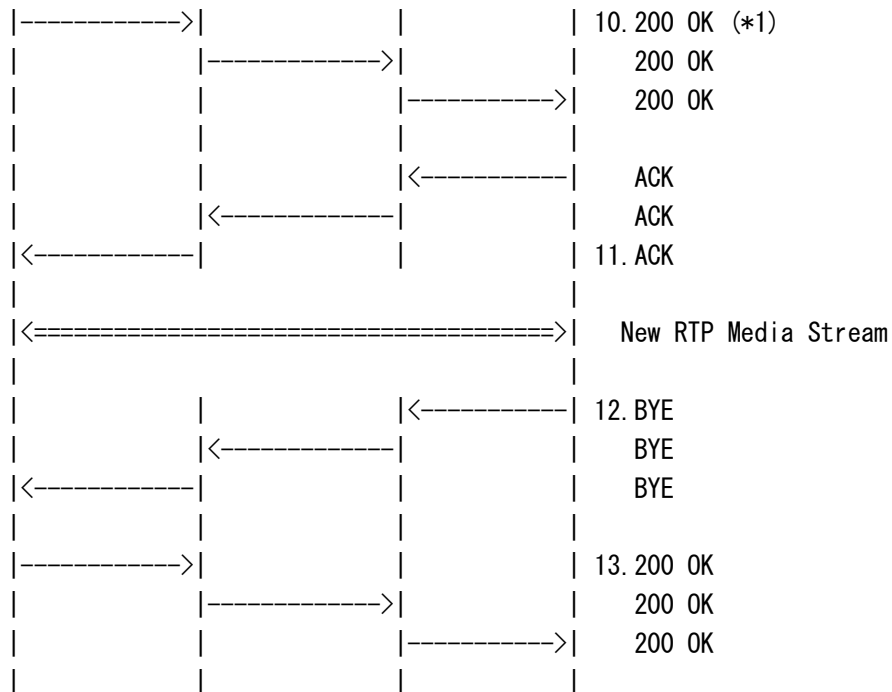 |------------>|             |            | 10.200 OK (*1)
|             |------------>|            |    200 OK
|             |             |----------->|    200 OK
|             |             |            |
|             |             |<-----------|    ACK
|             |<------------|            |    ACK
|<------------|             |            | 11.ACK
|                                        |
|<======================================>|   New RTP Media Stream
|                                        |
|             |             |<-----------| 12.BYE
|             |<------------|            |    BYE
|<------------|             |            |    BYE
|             |             |            |
|------------>|             |            | 13.200 OK
|             |------------>|            |    200 OK
|             |             |----------->|    200 OK
|             |             |            |